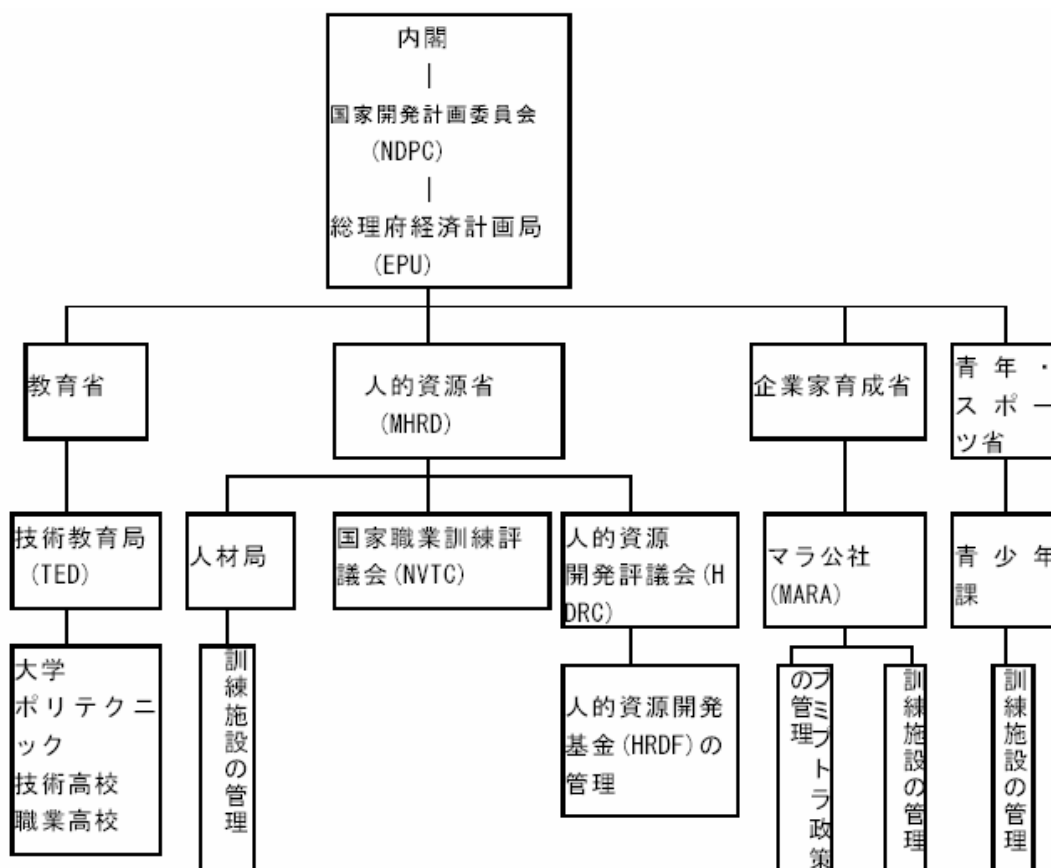 内閣
国家開発計画委員会
(NDPC)
総理府経済計画局
(EPU)
教育省
人的資源省
(MHRD)
企業家育成省
青年・
スポー
ツ省
技術教育局
(TED)
人材局
国家職業訓練評
議会(NVTC)
人的資源
開発評議会(H
DRC)
マラ公社
(MARA)
青少年
課
大学
ポリテクニ
ック
技術高校
職業高校
訓練施設の管理
人的資源開発
基金(HRDF)の
管理
ブミプトラ政策
の管理
訓練施設の管理
訓練施設の管理